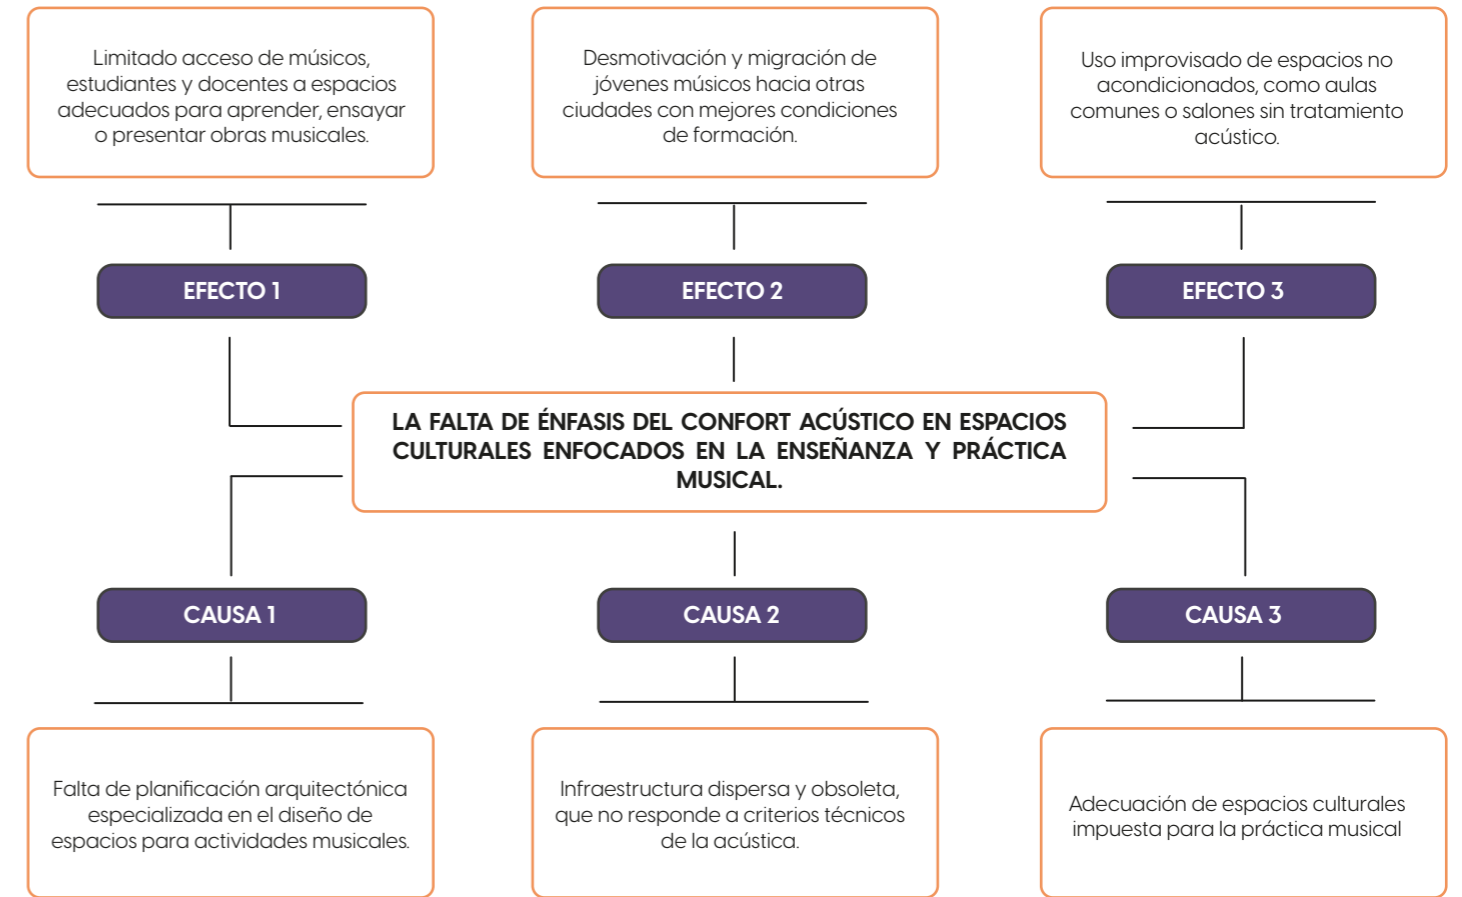 Limitado acceso de músicos,
estudiantes y docentes a espacios
adecuados para aprender, ensayar
o presentar obras musicales.
Desmotivación y migración de
jóvenes músicos hacia otras
ciudades con mejores condiciones
de formación.
Uso improvisado de espacios no
acondicionados, como aulas
comunes o salones sin tratamiento
acústico.
EFECTO 1
EFECTO 2
EFECTO 3
LA FALTA DE ÉNFASIS DEL CONFORT ACÚSTICO EN ESPACIOS
CULTURALES ENFOCADOS EN LA ENSEÑANZA Y PRÁCTICA
MUSICAL.
CAUSA 1
CAUSA 2
CAUSA 3
Falta de planificación arquitectónica
especializada en el diseño de
espacios para actividades musicales.
Infraestructura dispersa y obsoleta,
que no responde a criterios técnicos
de la acústica.
Adecuación de espacios culturales
impuesta para la práctica musical